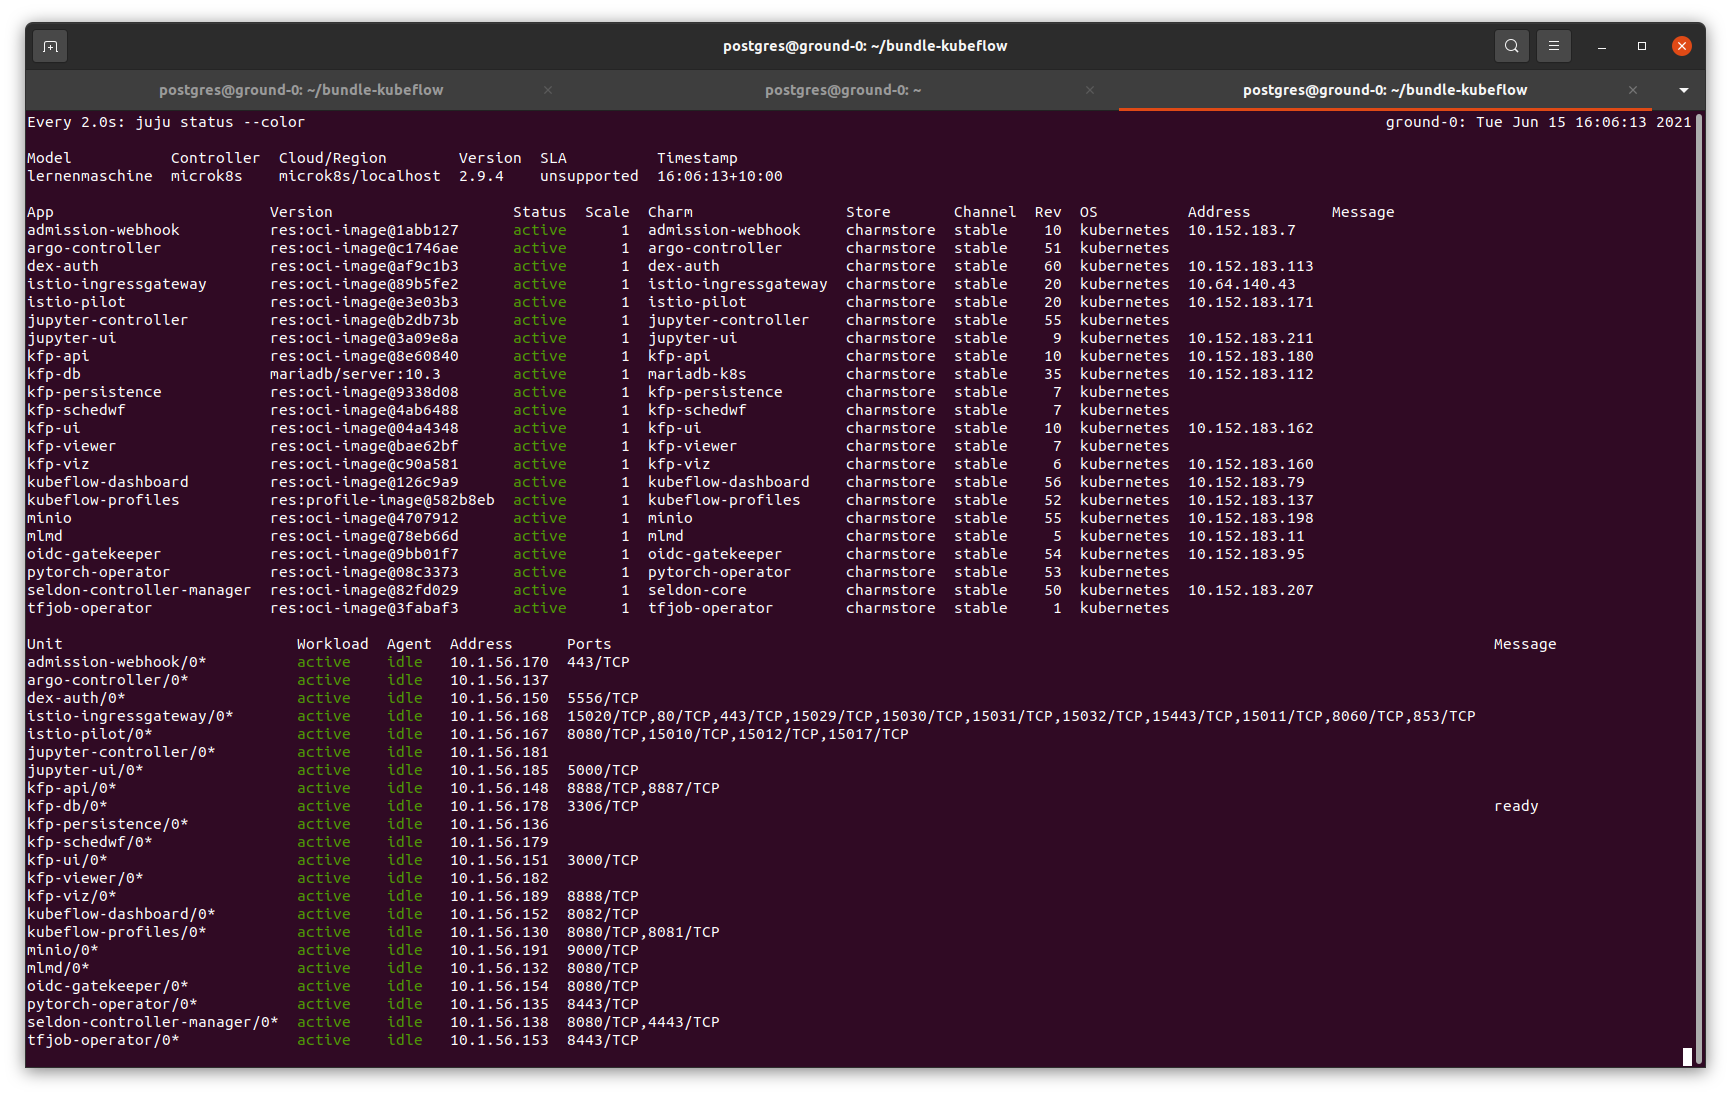 postgres@ground-0: ~/bundle-kubeflow
postgres@ground-0: ~/bundle-kubeflow postgres@ground-0: ~ postgres@ground-0: ~/bundle-kubeflow
Every 2.0s: juju status --color ground-0: Tue Jun 15 16:06:13 2021
Model Controller Cloud/Region Version SLA Timestamp
lernenmaschine microk8s microk8s/localhost 2.9.4 unsupported 16:06:13+10:00
App Version Status Scale Charm Store Channel Rev OS Address Message
admission-webhook res:oci-image@1abb127 active 1 admission-webhook charmstore stable 10 kubernetes 10.152.183.7
argo-controller res:oci-image@c1746ae active 1 argo-controller charmstore stable 51 kubernetes
dex-auth res:oci-image@af9c1b3 active 1 dex-auth charmstore stable 60 kubernetes 10.152.183.113
istio-ingressgateway res:oci-image@89b5fe2 active 1 istio-ingressgateway charmstore stable 20 kubernetes 10.64.140.43
istio-pilot res:oci-image@e3e03b3 active 1 istio-pilot charmstore stable 20 kubernetes 10.152.183.171
jupyter-controller res:oci-image@b2db73b active 1 jupyter-controller charmstore stable 55 kubernetes
jupyter-ui res:oci-image@3a09e8a active 1 jupyter-ui charmstore stable 9 kubernetes 10.152.183.211
kfp-api res:oci-image@8e60840 active 1 kfp-api charmstore stable 10 kubernetes 10.152.183.180
kfp-db mariadb/server:10.3 active 1 mariadb-k8s charmstore stable 35 kubernetes 10.152.183.112
kfp-persistence res:oci-image@9338d08 active 1 kfp-persistence charmstore stable 7 kubernetes
kfp-schedwf res:oci-image@4ab6488 active 1 kfp-schedwf charmstore stable 7 kubernetes
kfp-ui res:oci-image@04a4348 active 1 kfp-ui charmstore stable 10 kubernetes 10.152.183.162
kfp-viewer res:oci-image@bae62bf active 1 kfp-viewer charmstore stable 7 kubernetes
kfp-viz res:oci-image@c90a581 active 1 kfp-viz charmstore stable 6 kubernetes 10.152.183.160
kubeflow-dashboard res:oci-image@126c9a9 active 1 kubeflow-dashboard charmstore stable 56 kubernetes 10.152.183.79
kubeflow-profiles res:profile-image@582b8eb active 1 kubeflow-profiles charmstore stable 52 kubernetes 10.152.183.137
minio res:oci-image@4707912 active 1 minio charmstore stable 55 kubernetes 10.152.183.198
mlmd res:oci-image@78eb66d active 1 mlmd charmstore stable 5 kubernetes 10.152.183.11
oidc-gatekeeper res:oci-image@9bb01f7 active 1 oidc-gatekeeper charmstore stable 54 kubernetes 10.152.183.95
pytorch-operator res:oci-image@08c3373 active 1 pytorch-operator charmstore stable 53 kubernetes
seldon-controller-manager res:oci-image@82fd029 active 1 seldon-core charmstore stable 50 kubernetes 10.152.183.207
tfjob-operator res:oci-image@3fabaf3 active 1 tfjob-operator charmstore stable 1 kubernetes
Unit Workload Agent Address Ports Message
admission-webhook/0* active idle 10.1.56.170 443/TCP
argo-controller/0* active idle 10.1.56.137
dex-auth/0* active idle 10.1.56.150 5556/TCP
istio-ingressgateway/0* active idle 10.1.56.168 15020/TCP,80/TCP,443/TCP,15029/TCP,15030/TCP,15031/TCP,15032/TCP,15443/TCP,15011/TCP,8060/TCP,853/TCP
istio-pilot/0* active idle 10.1.56.167 8080/TCP,15010/TCP,15012/TCP,15017/TCP
jupyter-controller/0* active idle 10.1.56.181
jupyter-ui/0* active idle 10.1.56.185 5000/TCP
kfp-api/0* active idle 10.1.56.148 8888/TCP,8887/TCP
kfp-db/0* active idle 10.1.56.178 3306/TCP ready
kfp-persistence/0* active idle 10.1.56.136
kfp-schedwf/0* active idle 10.1.56.179
kfp-ui/0* active idle 10.1.56.151 3000/TCP
kfp-viewer/0* active idle 10.1.56.182
kfp-viz/0* active idle 10.1.56.189 8888/TCP
kubeflow-dashboard/0* active idle 10.1.56.152 8082/TCP
kubeflow-profiles/0* active idle 10.1.56.130 8080/TCP,8081/TCP
minio/0* active idle 10.1.56.191 9000/TCP
mlmd/0* active idle 10.1.56.132 8080/TCP
oidc-gatekeeper/0* active idle 10.1.56.154 8080/TCP
pytorch-operator/0* active idle 10.1.56.135 8443/TCP
seldon-controller-manager/0* active idle 10.1.56.138 8080/TCP,4443/TCP
tfjob-operator/0* active idle 10.1.56.153 8443/TCP